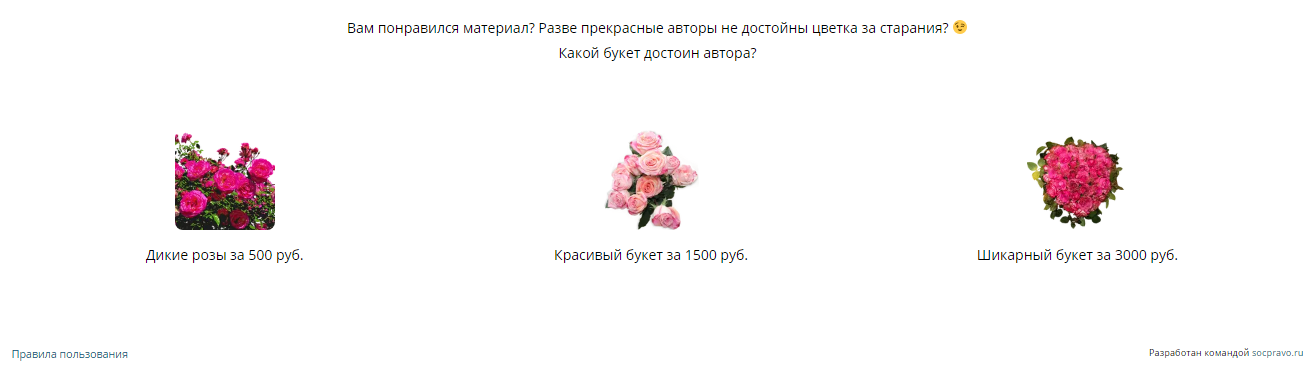 Вам понравился материал? Разве прекрасные авторы не достойны цветка за старания? 😉
Какой букет достоин автора?
Дикие розы за 500 руб.
Красивый букет за 1500 руб.
Шикарный букет за 3000 руб.
Правила пользования
Разработан командой socpravo.ru